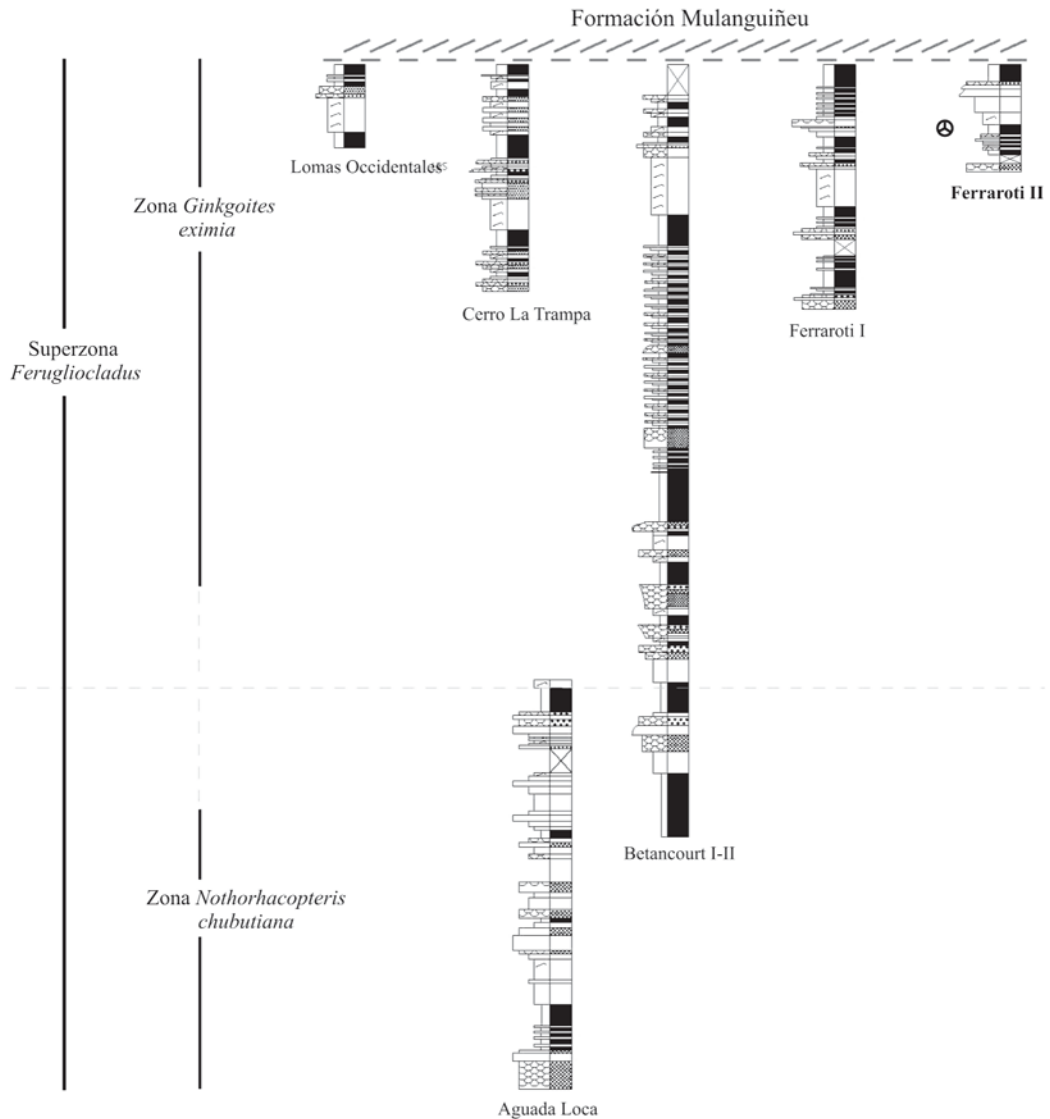 Formación Mulanguiñeu
Lomas Occidentales
Ferraroti II
Zona Ginkgoites
eximia
Cerro La Trampa
Ferraroti I
Superzona
Ferugliocladus
Betancourt I-II
Zona Nothorhacopteris
chubutiana
Aguada Loca